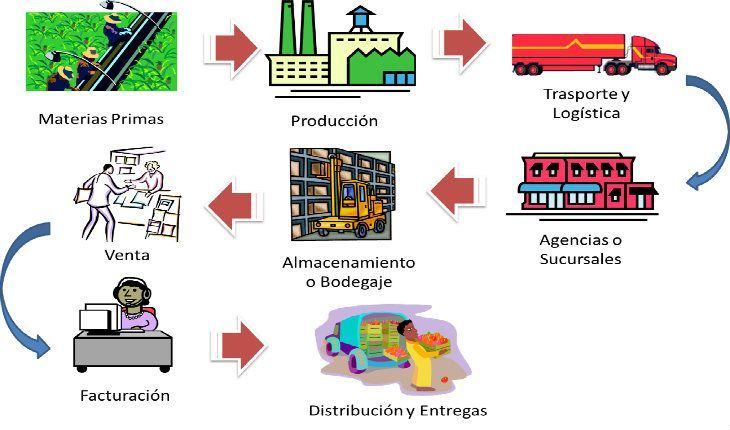 Materias Primas
Producción
Trasporte y
Logística
Agencias o
Sucursales
Almacenamiento
o Bodegaje
Venta
Facturación
Distribución y Entregas